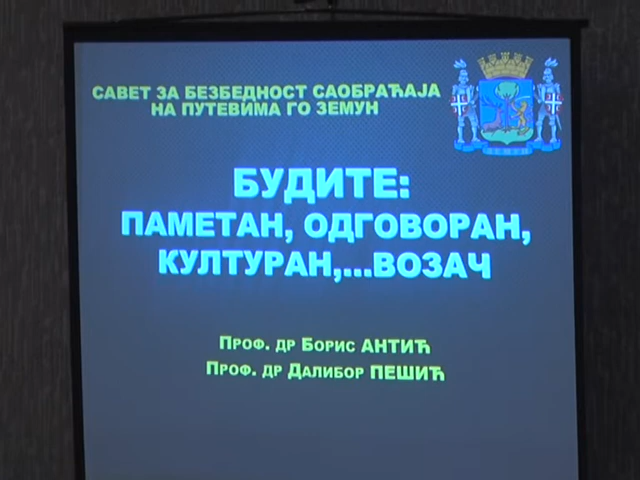 САВЕТ ЗА БЕЗБЕДНОСТ САОБРАЋАЈА
НА ПУТЕВИМА ГО ЗЕМУН
БУДИТЕ:
ПАМЕТАН, ОДГОВОРАН,
КУЛТУРАН,...ВОЗАЧ
ПРОФ. ДР БОРИС АНТИЋ
ПРОФ. ДР ДАЛИБОР ПЕШИЋ